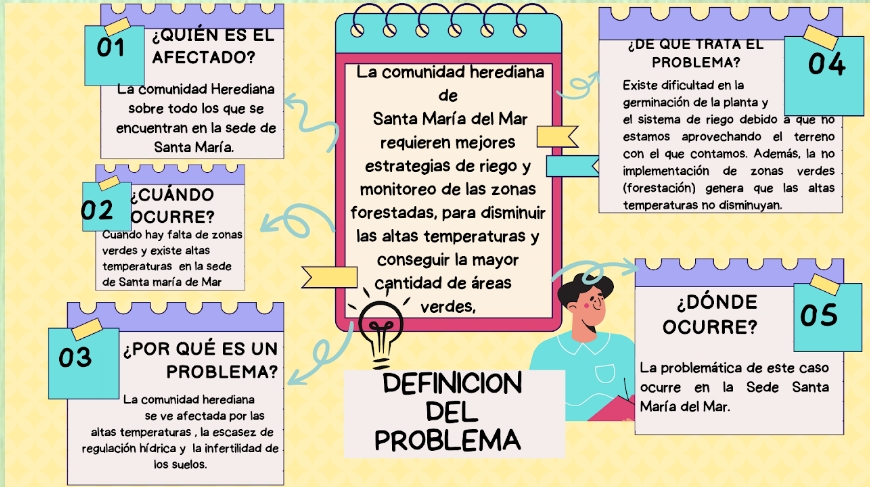 01
¿QUIÉN ES EL
AFECTADO?
La comunidad Herediana
sobre todo los que se
encuentran en la sede de
Santa María.
02
¿CUÁNDO
OCURRE?
Cuando hay falta de zonas
verdes y existe altas
temperaturas en la sede
de Santa maría de Mar
03
¿POR QUÉ ES UN
PROBLEMA?
La comunidad herediana
se ve afectada por las
altas temperaturas , la escasez de
regulación hídrica y la infertilidad de
los suelos.
La comunidad herediana
de
Santa María del Mar
requieren mejores
estrategias de riego y
monitoreo de las zonas
forestadas, para disminuir
las altas temperaturas y
conseguir la mayor
cantidad de áreas
verdes,
DEFINICION
DEL
PROBLEMA
04
¿DE QUE TRATA EL
PROBLEMA?
Existe dificultad en la
germinación de la planta y
el sistema de riego debido a que no
estamos aprovechando el terreno
con el que contamos. Además, la no
implementación de zonas verdes
(forestación) genera que las altas
temperaturas no disminuyan.
05
¿DÓNDE
OCURRE?
La problemática de este caso
ocurre en la Sede Santa
María del Mar.